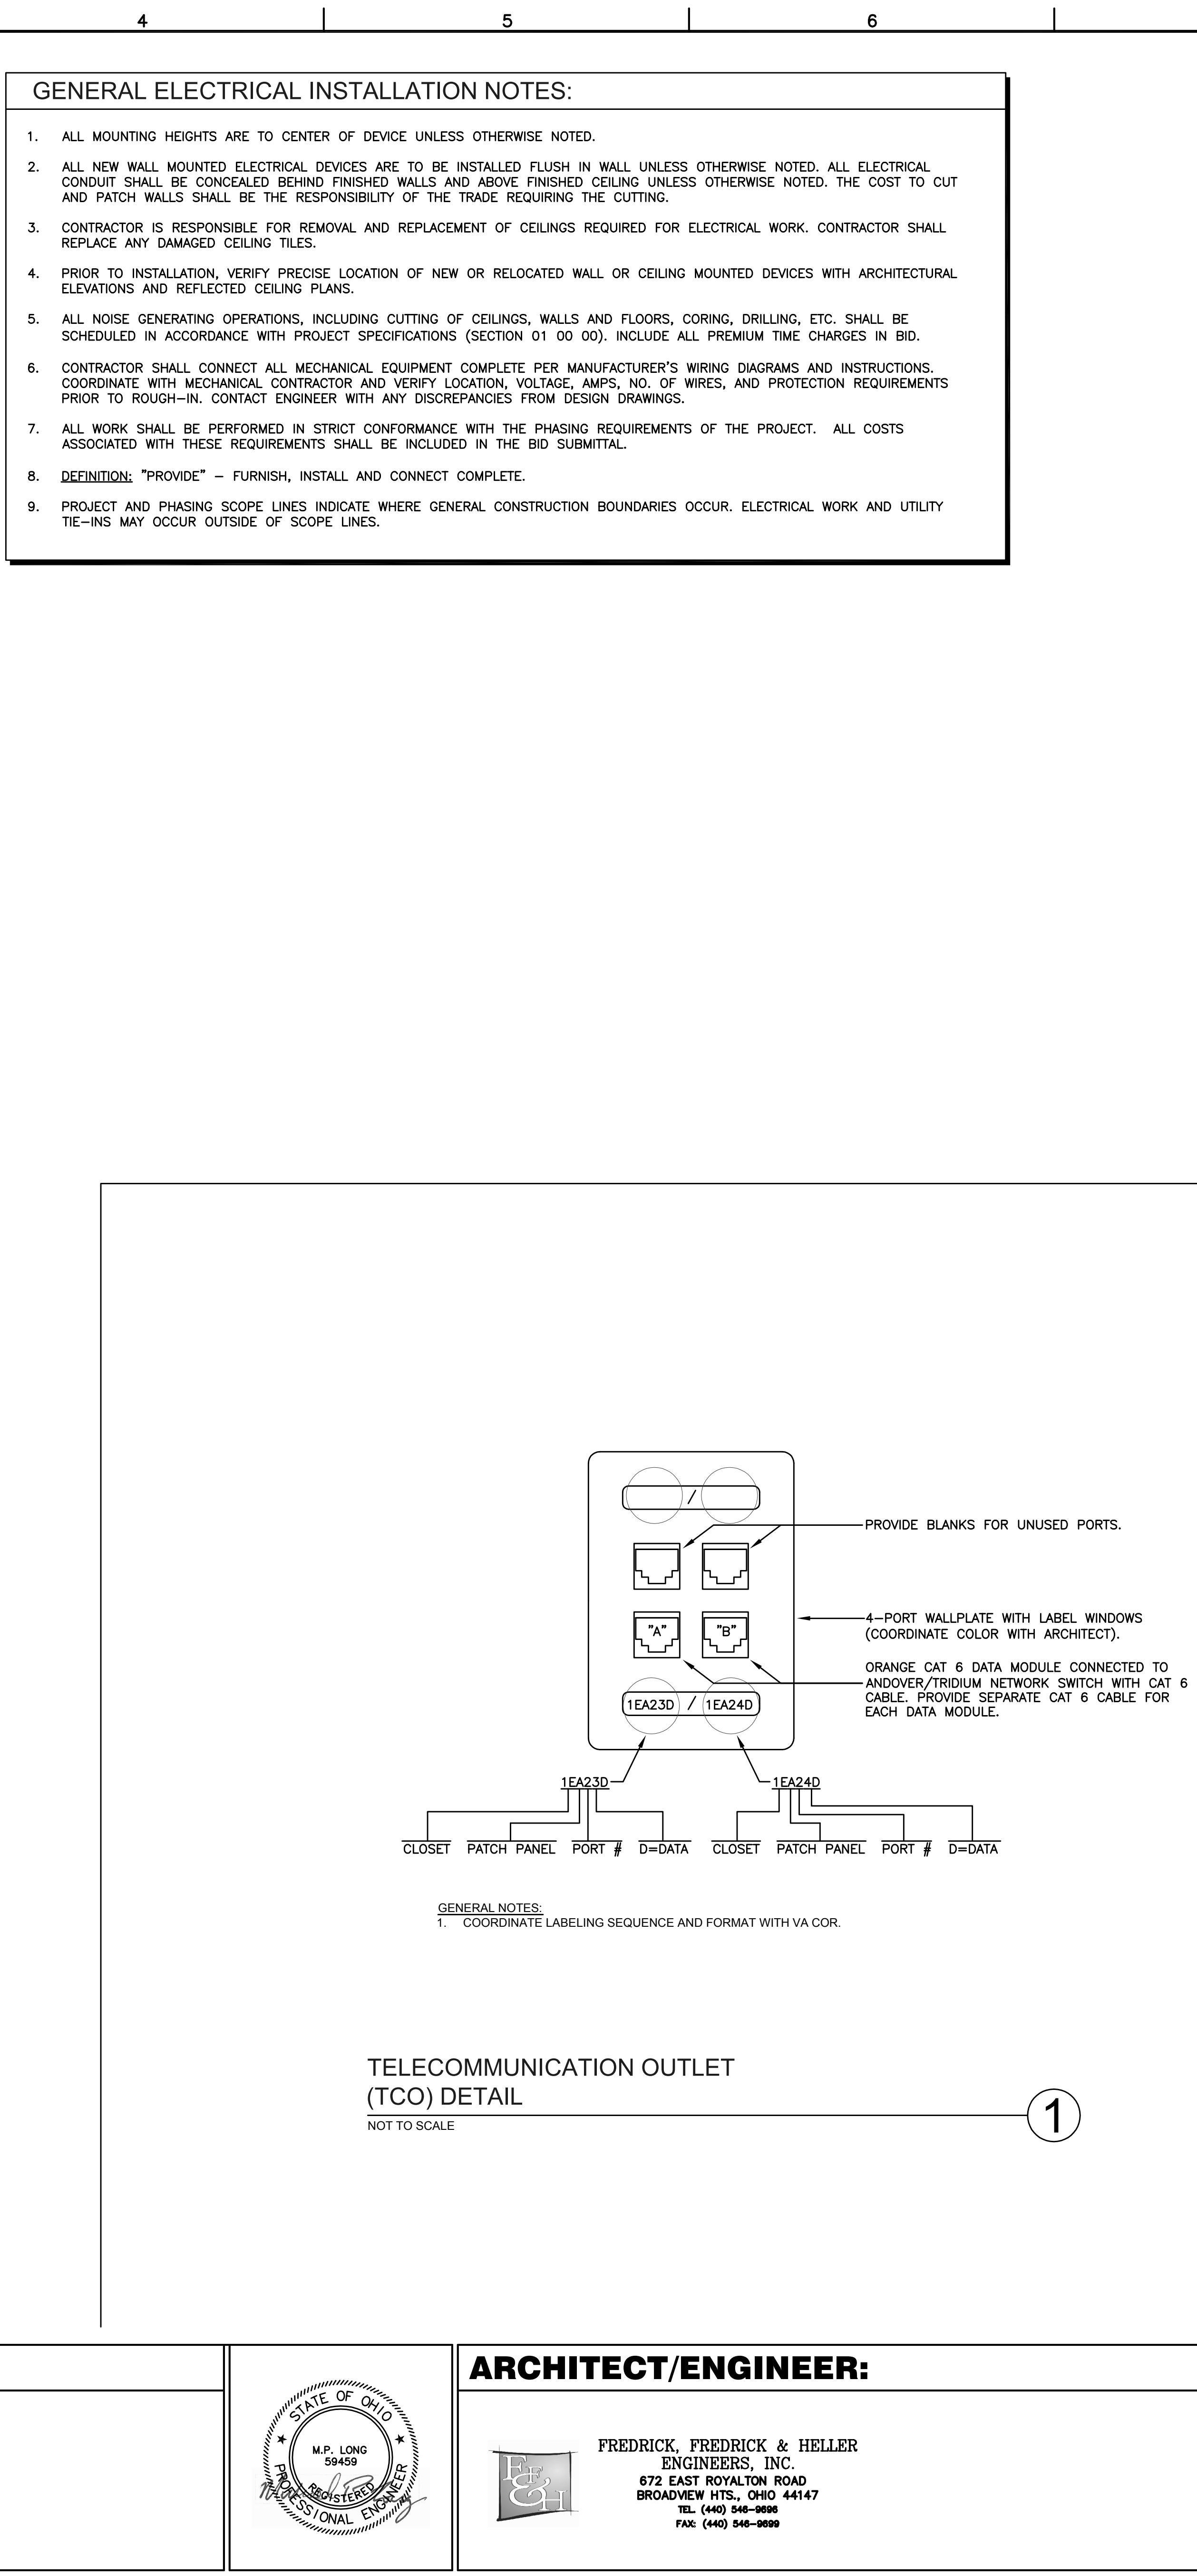 4 5 6
GENERAL ELECTRICAL INSTALLATION NOTES:
1. ALL MOUNTING HEIGHTS ARE TO CENTER OF DEVICE UNLESS OTHERWISE NOTED.
2. ALL NEW WALL MOUNTED ELECTRICAL DEVICES ARE TO BE INSTALLED FLUSH IN WALL UNLESS OTHERWISE NOTED. ALL ELECTRICAL
CONDUIT SHALL BE CONCEALED BEHIND FINISHED WALLS AND ABOVE FINISHED CEILING UNLESS OTHERWISE NOTED. THE COST TO CUT
AND PATCH WALLS SHALL BE THE RESPONSIBILITY OF THE TRADE REQUIRING THE CUTTING.
3. CONTRACTOR IS RESPONSIBLE FOR REMOVAL AND REPLACEMENT OF CEILINGS REQUIRED FOR ELECTRICAL WORK. CONTRACTOR SHALL
REPLACE ANY DAMAGED CEILING TILES.
4. PRIOR TO INSTALLATION, VERIFY PRECISE LOCATION OF NEW OR RELOCATED WALL OR CEILING MOUNTED DEVICES WITH ARCHITECTURAL
ELEVATIONS AND REFLECTED CEILING PLANS.
5. ALL NOISE GENERATING OPERATIONS, INCLUDING CUTTING OF CEILINGS, WALLS AND FLOORS, CORING, DRILLING, ETC. SHALL BE
SCHEDULED IN ACCORDANCE WITH PROJECT SPECIFICATIONS (SECTION 01 00 00). INCLUDE ALL PREMIUM TIME CHARGES IN BID.
6. CONTRACTOR SHALL CONNECT ALL MECHANICAL EQUIPMENT COMPLETE PER MANUFACTURER'S WIRING DIAGRAMS AND INSTRUCTIONS.
COORDINATE WITH MECHANICAL CONTRACTOR AND VERIFY LOCATION, VOLTAGE, AMPS, NO. OF WIRES, AND PROTECTION REQUIREMENTS
PRIOR TO ROUGH-IN. CONTACT ENGINEER WITH ANY DISCREPANCIES FROM DESIGN DRAWINGS.
7. ALL WORK SHALL BE PERFORMED IN STRICT CONFORMANCE WITH THE PHASING REQUIREMENTS OF THE PROJECT. ALL COSTS
ASSOCIATED WITH THESE REQUIREMENTS SHALL BE INCLUDED IN THE BID SUBMITTAL.
8. DEFINITION: "PROVIDE" - FURNISH, INSTALL AND CONNECT COMPLETE.
9. PROJECT AND PHASING SCOPE LINES INDICATE WHERE GENERAL CONSTRUCTION BOUNDARIES OCCUR. ELECTRICAL WORK AND UTILITY
TIE-INS MAY OCCUR OUTSIDE OF SCOPE LINES.
/
PROVIDE BLANKS FOR UNUSED PORTS.
"A" "B"
4-PORT WALLPLATE WITH LABEL WINDOWS
(COORDINATE COLOR WITH ARCHITECT).
ORANGE CAT 6 DATA MODULE CONNECTED TO
ANDOVER/TRIDIUM NETWORK SWITCH WITH CAT 6
CABLE. PROVIDE SEPARATE CAT 6 CABLE FOR
EACH DATA MODULE.
1EA23D / 1EA24D
1EA23D 1EA24D
CLOSET PATCH PANEL PORT # D=DATA CLOSET PATCH PANEL PORT # D=DATA
GENERAL NOTES:
1. COORDINATE LABELING SEQUENCE AND FORMAT WITH VA COR.
TELECOMMUNICATION OUTLET
(TCO) DETAIL
NOT TO SCALE
1
STATE OF OHIO
M.P. LONG
59459
REGISTERED
PROFESSIONAL ENGINEER
ARCHITECT/ENGINEER:
FF&H
FREDRICK, FREDRICK & HELLER
ENGINEERS, INC.
672 EAST ROYALTON ROAD
BROADVIEW HTS., OHIO 44147
TEL. (440) 546-9696
FAX: (440) 546-9699